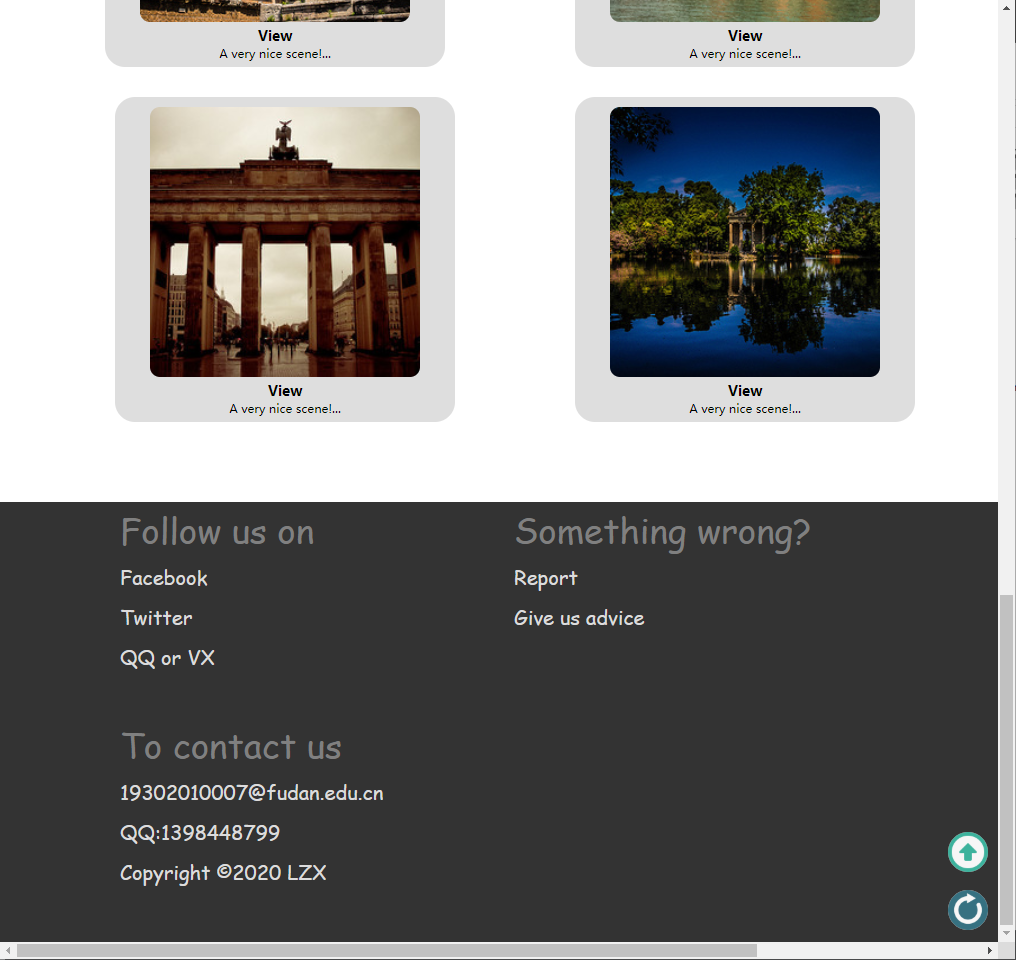 View
A very nice scene!...
View
A very nice scene!...
View
A very nice scene!...
View
A very nice scene!...
Follow us on
Facebook
Twitter
QQ or VX
Something wrong?
Report
Give us advice
To contact us
19302010007@fudan.edu.cn
QQ:1398448799
Copyright ©2020 LZX